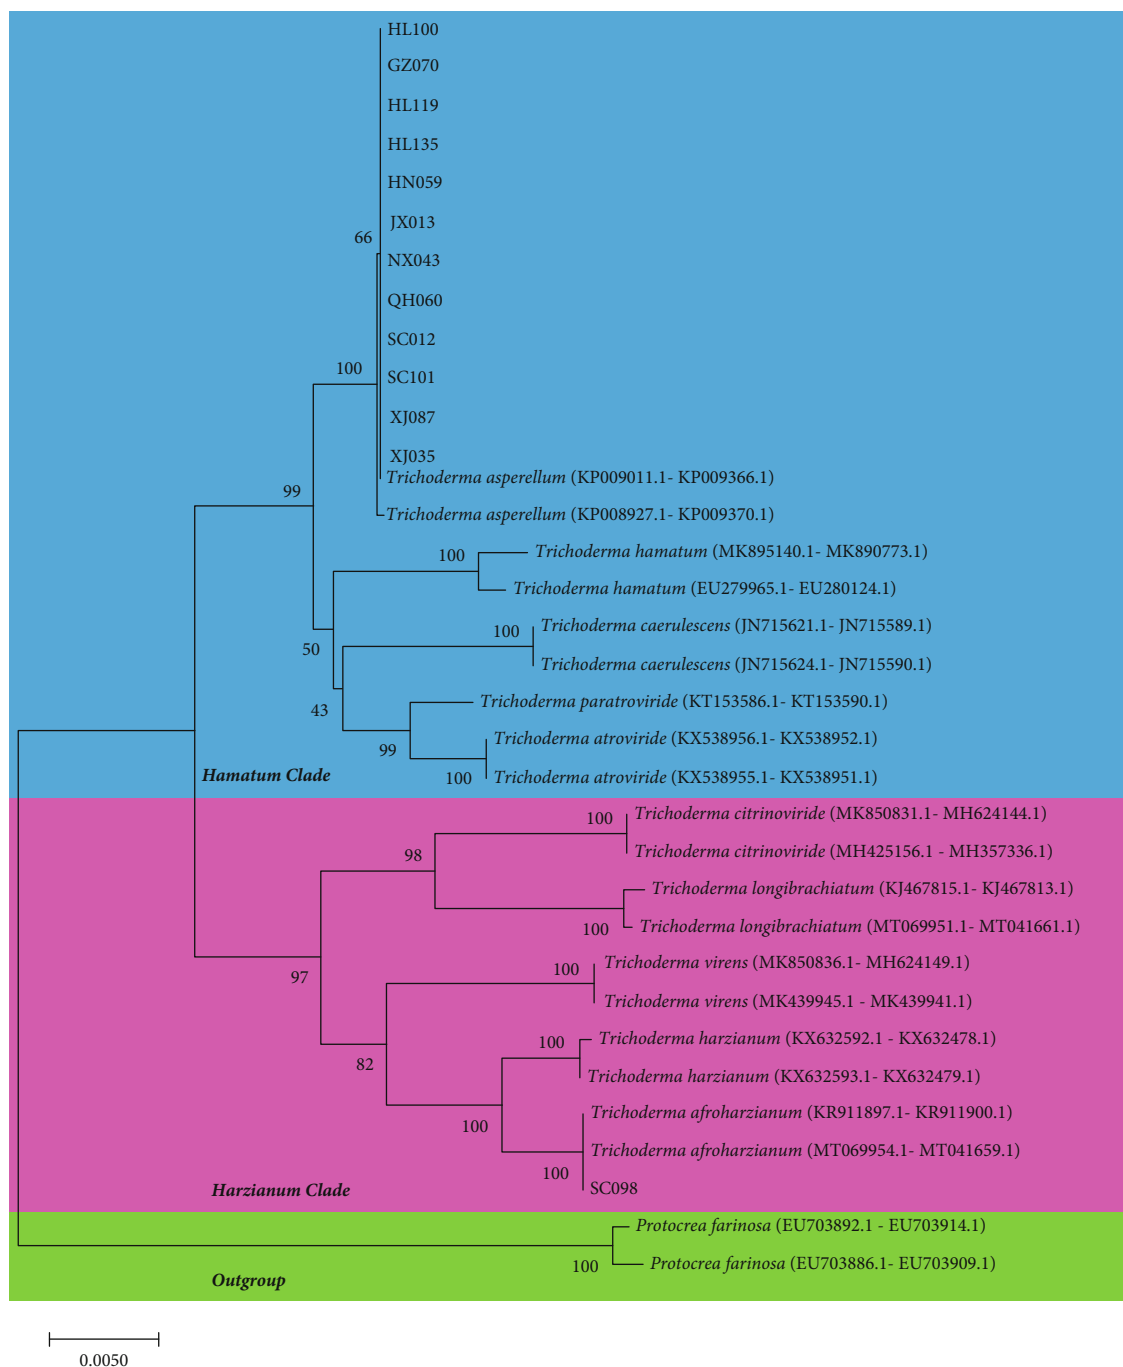 HL100
GZ070
HL119
HL135
HN059
JX013
66
NX043
QH060
SC012
100
SC101
XJ087
XJ035
Trichoderma asperellum (KP009011.1- KP009366.1)
99
Trichoderma asperellum (KP008927.1- KP009370.1)
100
Trichoderma hamatum (MK895140.1- MK890773.1)
Trichoderma hamatum (EU279965.1- EU280124.1)
100
Trichoderma caerulescens (JN715621.1- JN715589.1)
50
Trichoderma caerulescens (JN715624.1- JN715590.1)
Trichoderma paratroviride (KT153586.1- KT153590.1)
43
Trichoderma atroviride (KX538956.1- KX538952.1)
99
Hamatum Clade
100
Trichoderma atroviride (KX538955.1- KX538951.1)
100
Trichoderma citrinoviride (MK850831.1- MH624144.1)
98
Trichoderma citrinoviride (MH425156.1 - MH357336.1)
Trichoderma longibrachiatum (KJ467815.1- KJ467813.1)
100
Trichoderma longibrachiatum (MT069951.1- MT041661.1)
100
Trichoderma virens (MK850836.1- MH624149.1)
97
Trichoderma virens (MK439945.1 - MK439941.1)
100
Trichoderma harzianum (KX632592.1 - KX632478.1)
82
Trichoderma harzianum (KX632593.1- KX632479.1)
Trichoderma afroharzianum (KR911897.1- KR911900.1)
100
Trichoderma afroharzianum (MT069954.1- MT041659.1)
100
Harzianum Clade
SC098
Protocrea farinosa (EU703892.1 - EU703914.1)
100
Protocrea farinosa (EU703886.1- EU703909.1)
Outgroup
0.0050